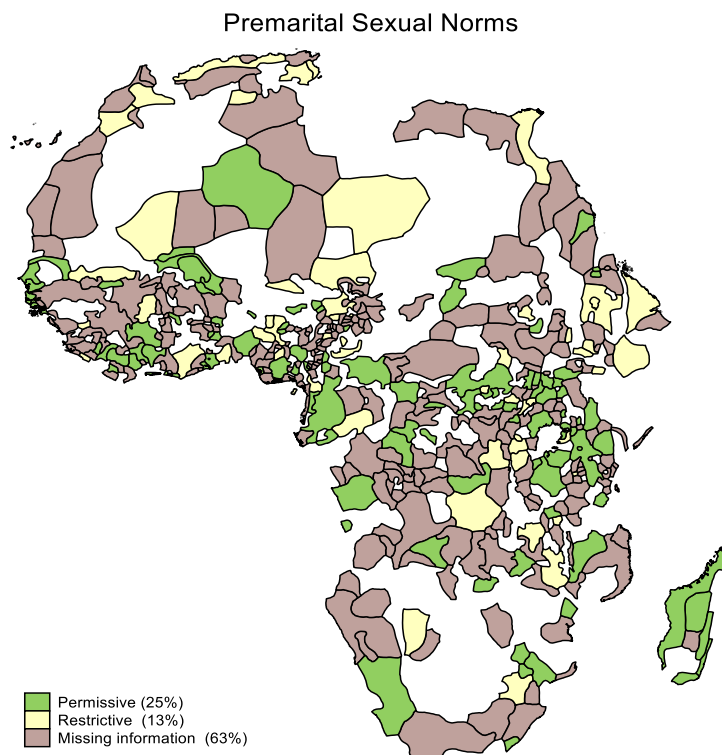 Premarital Sexual Norms
Permissive (25%)
Restrictive (13%)
Missing information (63%)